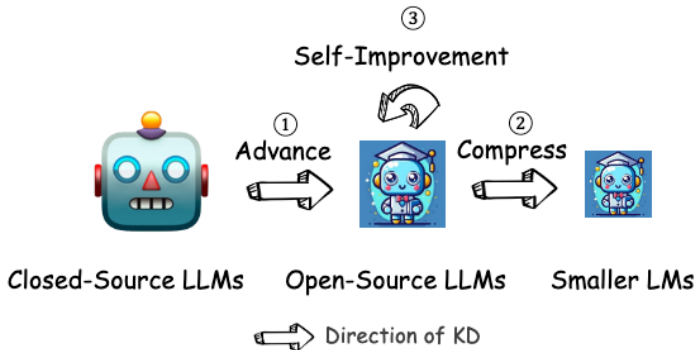 ③
Self-Improvement
①
Advance
②
Compress
Closed-Source LLMs
Open-Source LLMs
Smaller LMs
Direction of KD